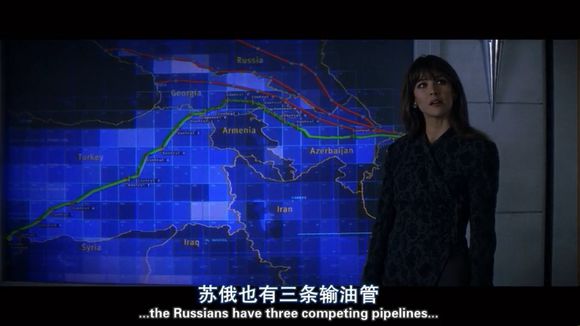 Russia
Georgia
Armenia
Azerbaijan
Turkey
Iran
Iraq
Syria
苏俄也有三条输油管
...the Russians have three competing pipelines...